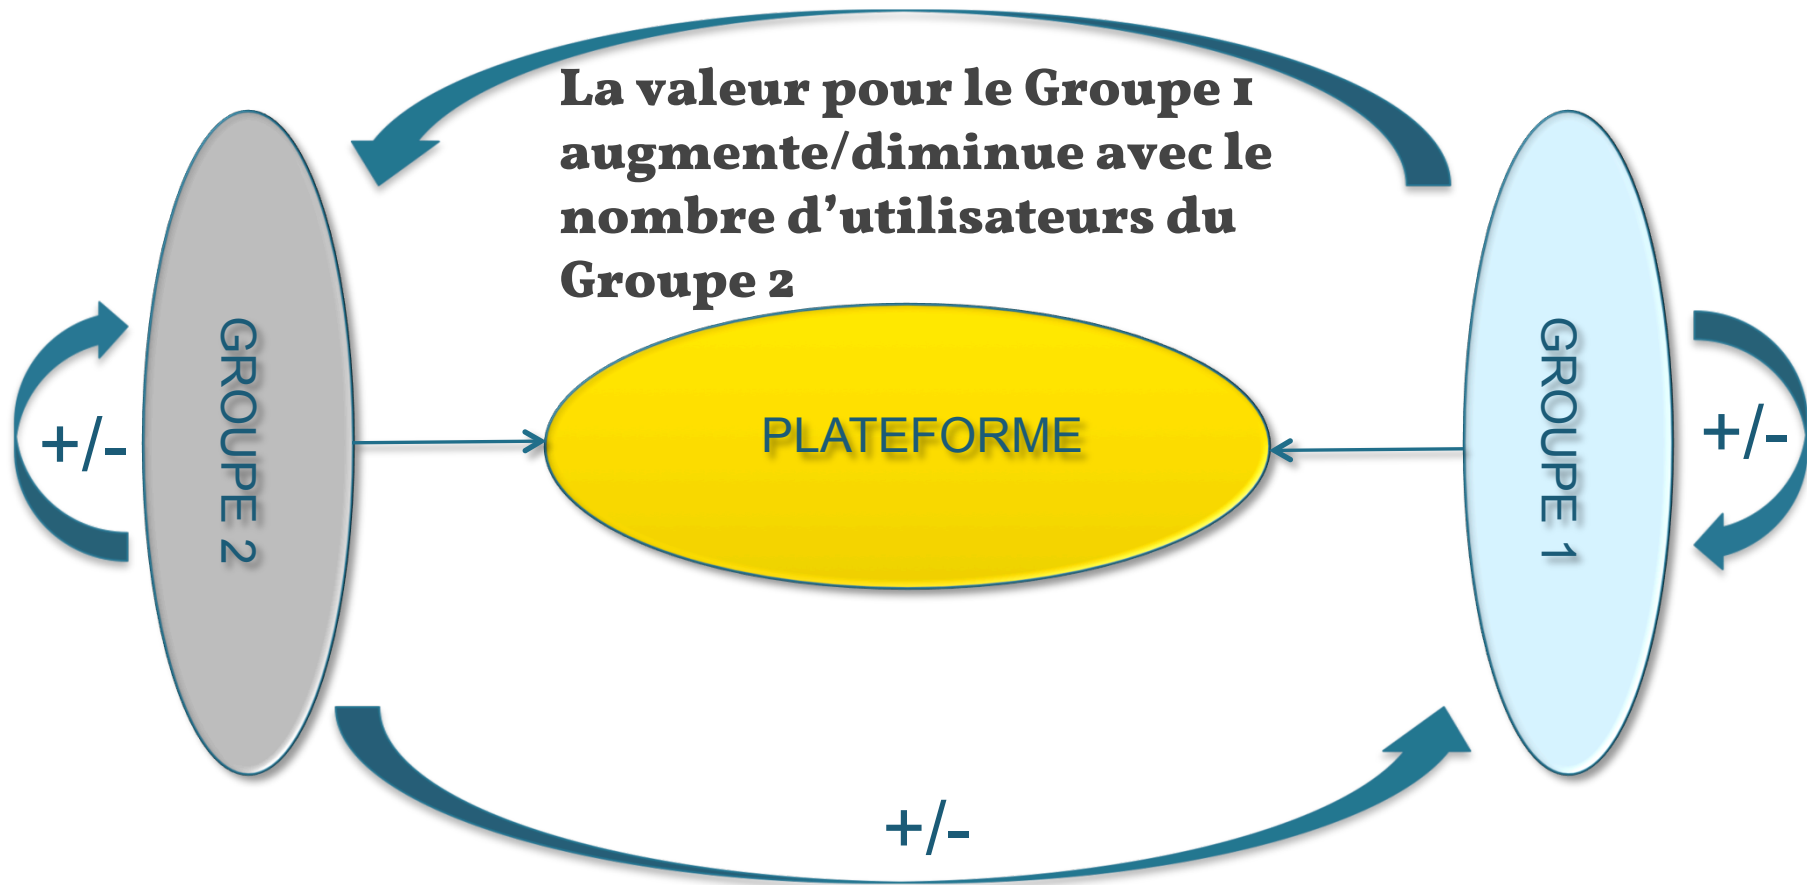 La valeur pour le Groupe 1
augmente/diminue avec le
nombre d’utilisateurs du
Groupe 2
GROUPE 2
+/-
PLATEFORME
GROUPE 1
+/-
+/-